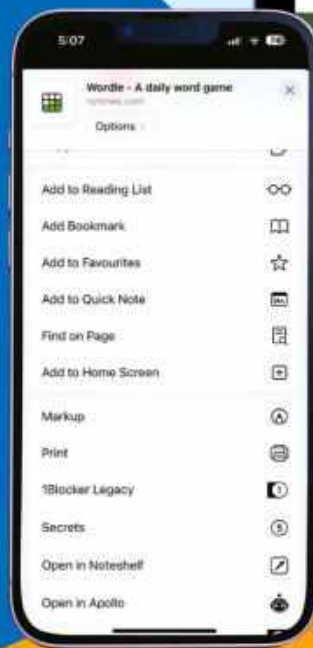 5:07
Wordle - A daily word game
nytimes.com
Options
Add to Reading List
Add Bookmark
Add to Favourites
Add to Quick Note
Find on Page
Add to Home Screen
Markup
Print
1Blocker Legacy
Secrets
Open in Noteshelf
Open in Apollo